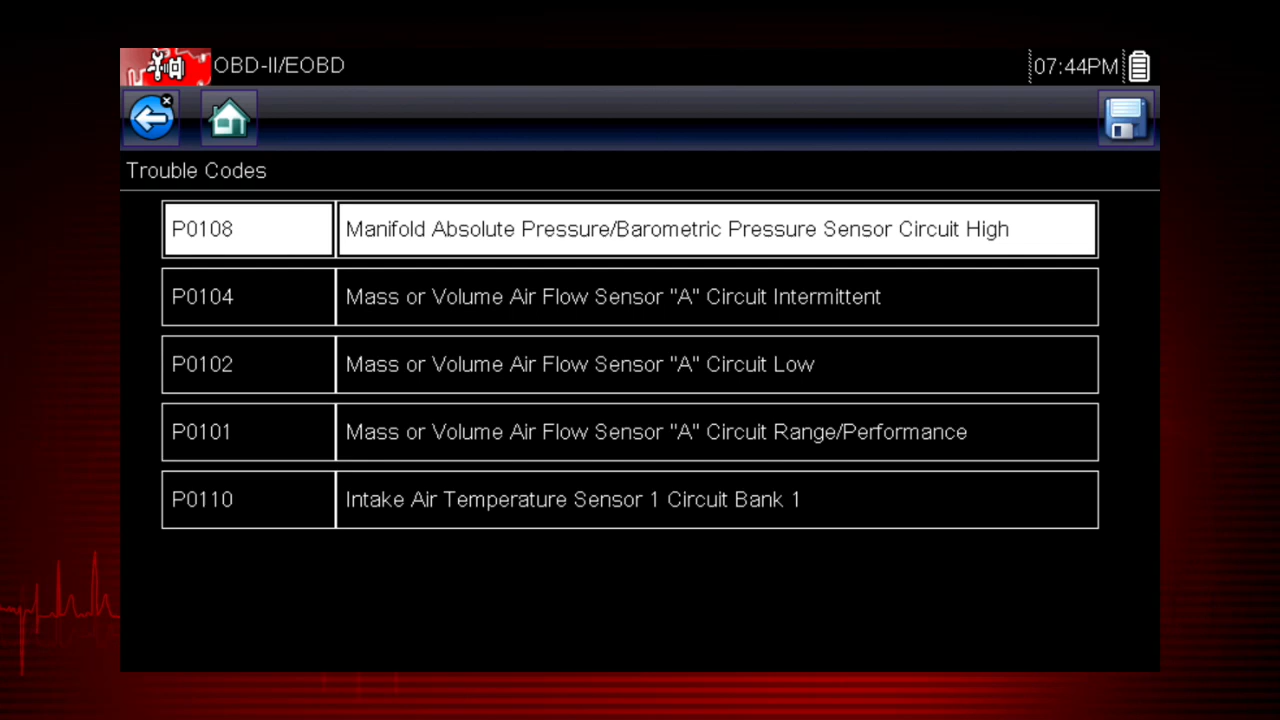 OBD-II/EOBD
07:44PM
Trouble Codes
P0108 Manifold Absolute Pressure/Barometric Pressure Sensor Circuit High
P0104 Mass or Volume Air Flow Sensor "A" Circuit Intermittent
P0102 Mass or Volume Air Flow Sensor "A" Circuit Low
P0101 Mass or Volume Air Flow Sensor "A" Circuit Range/Performance
P0110 Intake Air Temperature Sensor 1 Circuit Bank 1